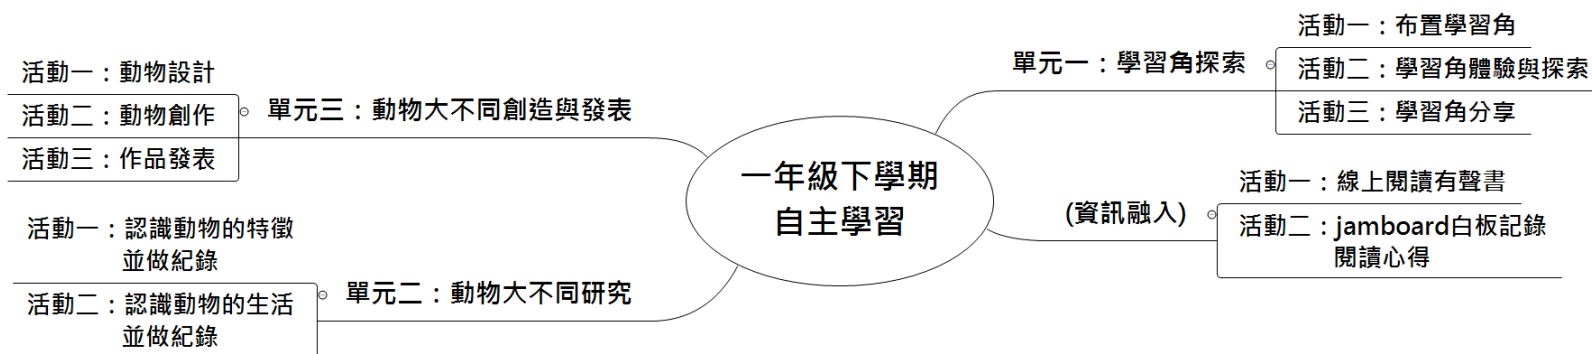 一年級下學期
自主學習
單元一：學習角探索
活動一：布置學習角
活動二：學習角體驗與探索
活動三：學習角分享
(資訊融入)
活動一：線上閱讀有聲書
活動二：jamboard白板記錄
閱讀心得
單元二：動物大不同研究
活動一：認識動物的特徵
並做紀錄
活動二：認識動物的生活
並做紀錄
單元三：動物大不同創造與發表
活動一：動物設計
活動二：動物創作
活動三：作品發表